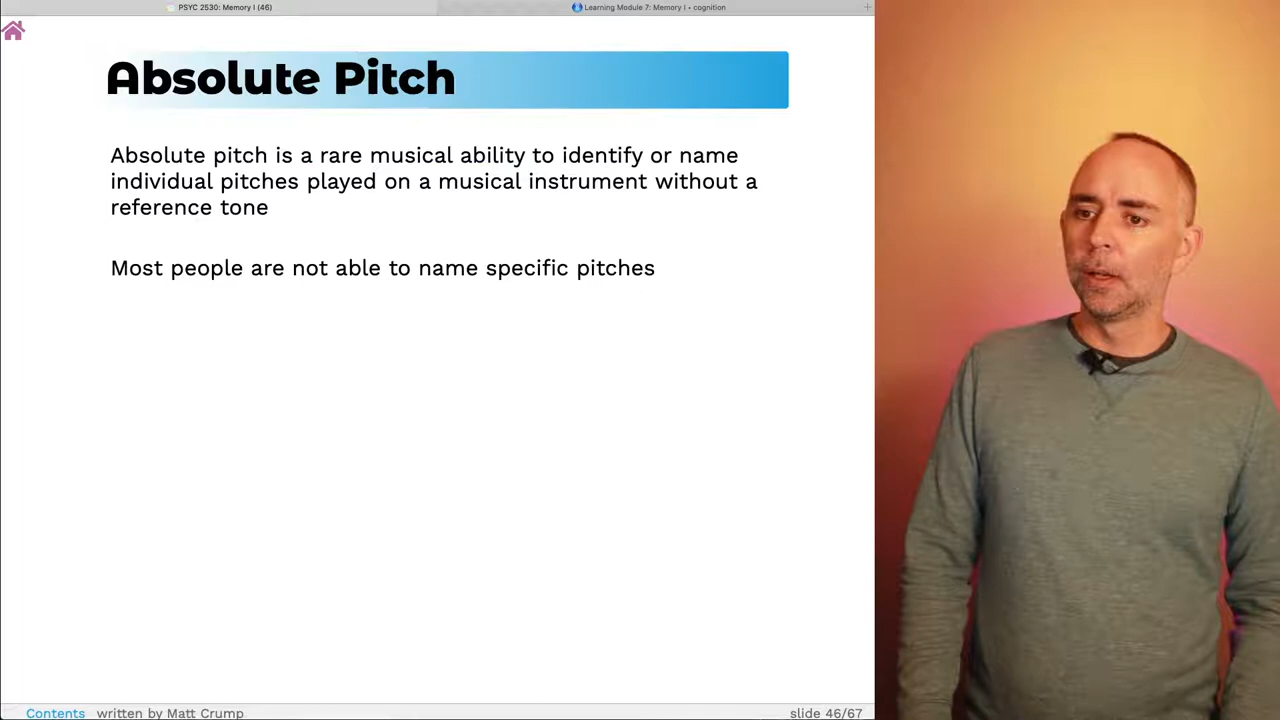 PSYC 2530: Memory I (46)
Learning Module 7: Memory I • cognition
Absolute Pitch
Absolute pitch is a rare musical ability to identify or name
individual pitches played on a musical instrument without a
reference tone
Most people are not able to name specific pitches
Contents written by Matt Crump
slide 46/67